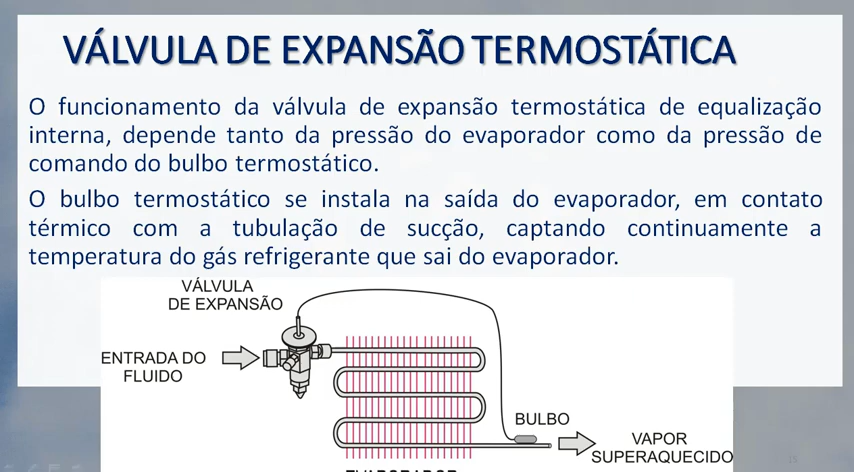 VÁLVULA DE EXPANSÃO TERMOSTÁTICA
O funcionamento da válvula de expansão termostática de equalização
interna, depende tanto da pressão do evaporador como da pressão de
comando do bulbo termostático.
O bulbo termostático se instala na saída do evaporador, em contato
térmico com a tubulação de sucção, captando continuamente a
temperatura do gás refrigerante que sai do evaporador.
VÁLVULA
DE EXPANSÃO
ENTRADA DO
FLUIDO
BULBO
VAPOR
SUPERAQUECIDO
EVAPORADOR
15